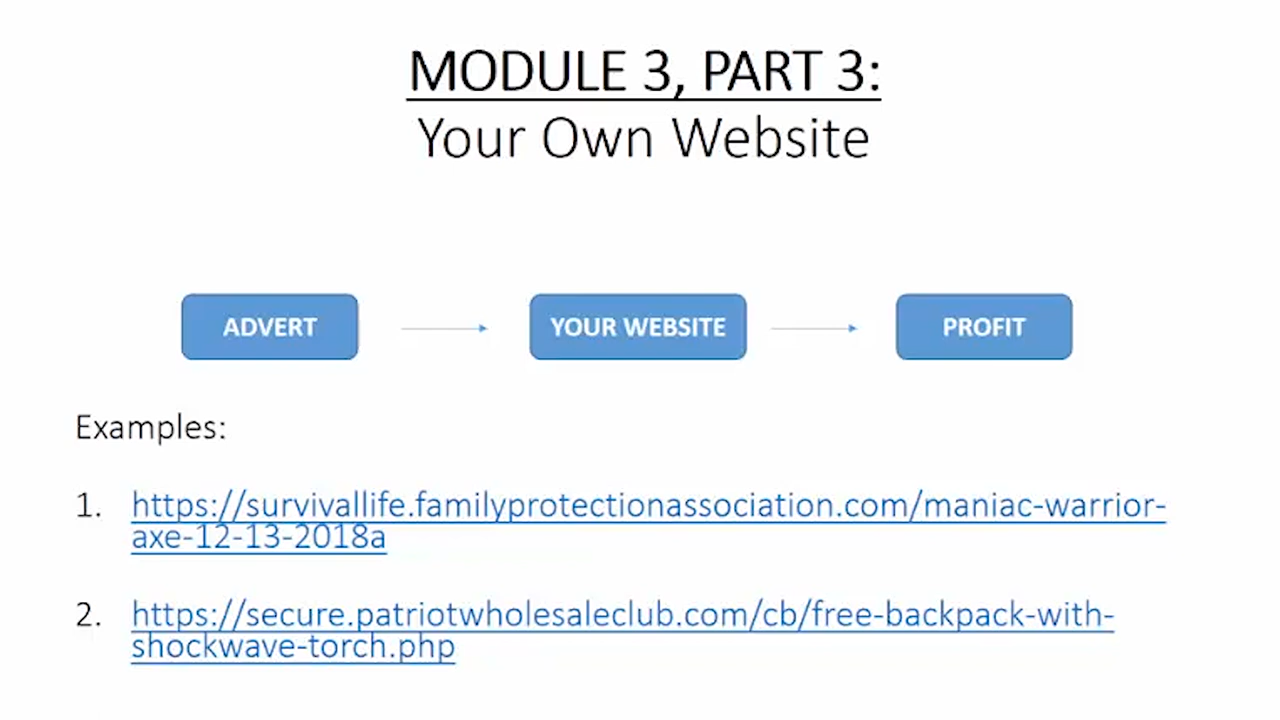 MODULE 3, PART 3:
Your Own Website
ADVERT
YOUR WEBSITE
PROFIT
Examples:
1. https://survivallife.familyprotectionassociation.com/maniac-warrior-
axe-12-13-2018a
2. https://secure.patriotwholesaleclub.com/cb/free-backpack-with-
shockwave-torch.php